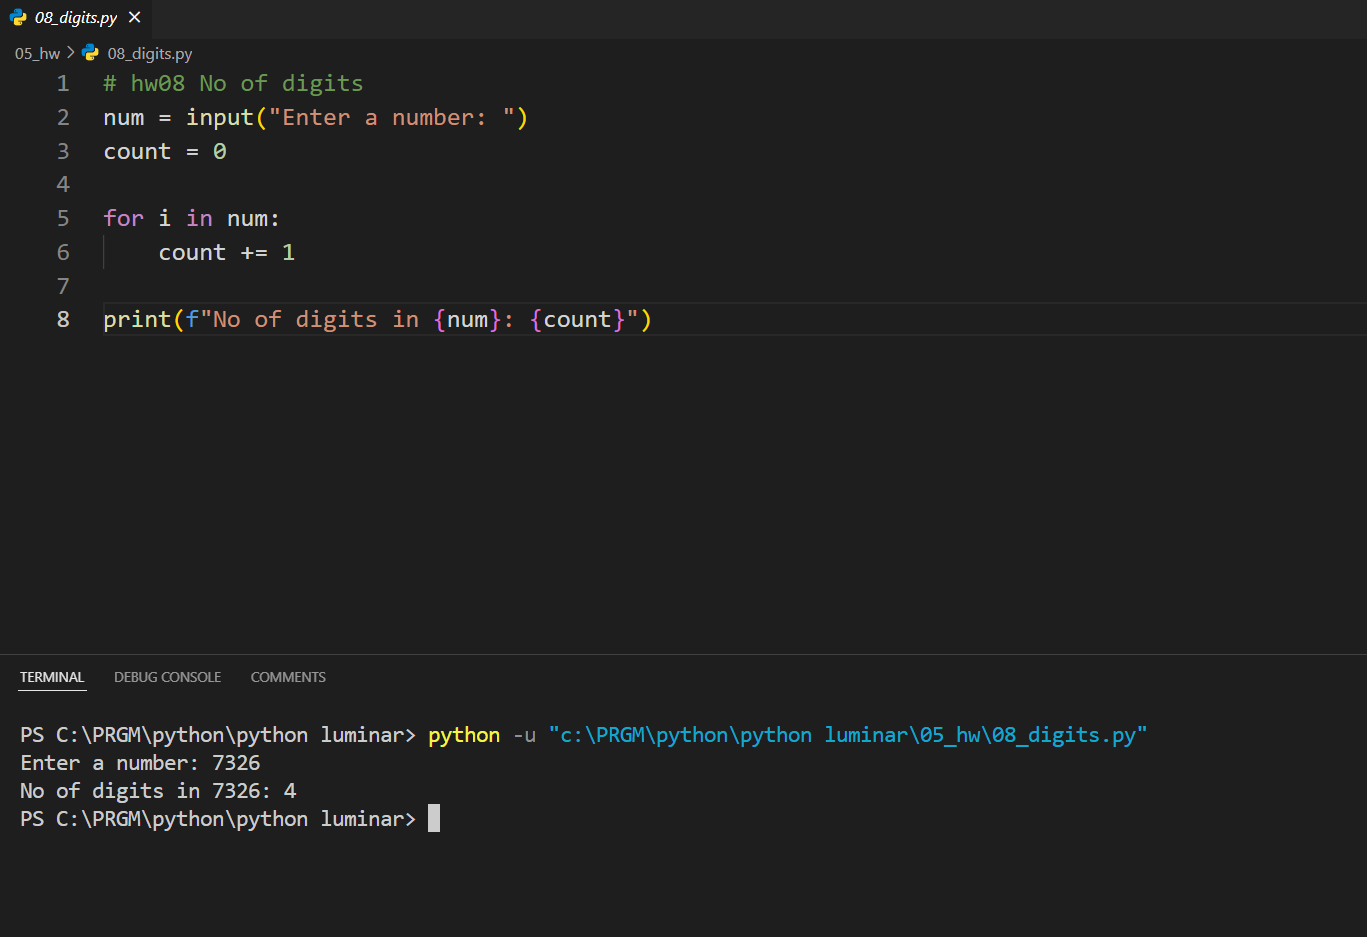 08_digits.py
05_hw > 08_digits.py
1 # hw08 No of digits
2 num = input("Enter a number: ")
3 count = 0
4
5 for i in num:
6     count += 1
7
8 print(f"No of digits in {num}: {count}")
TERMINAL DEBUG CONSOLE COMMENTS
PS C:\PRGM\python\python luminar> python -u "c:\PRGM\python\python luminar\05_hw\08_digits.py"
Enter a number: 7326
No of digits in 7326: 4
PS C:\PRGM\python\python luminar>